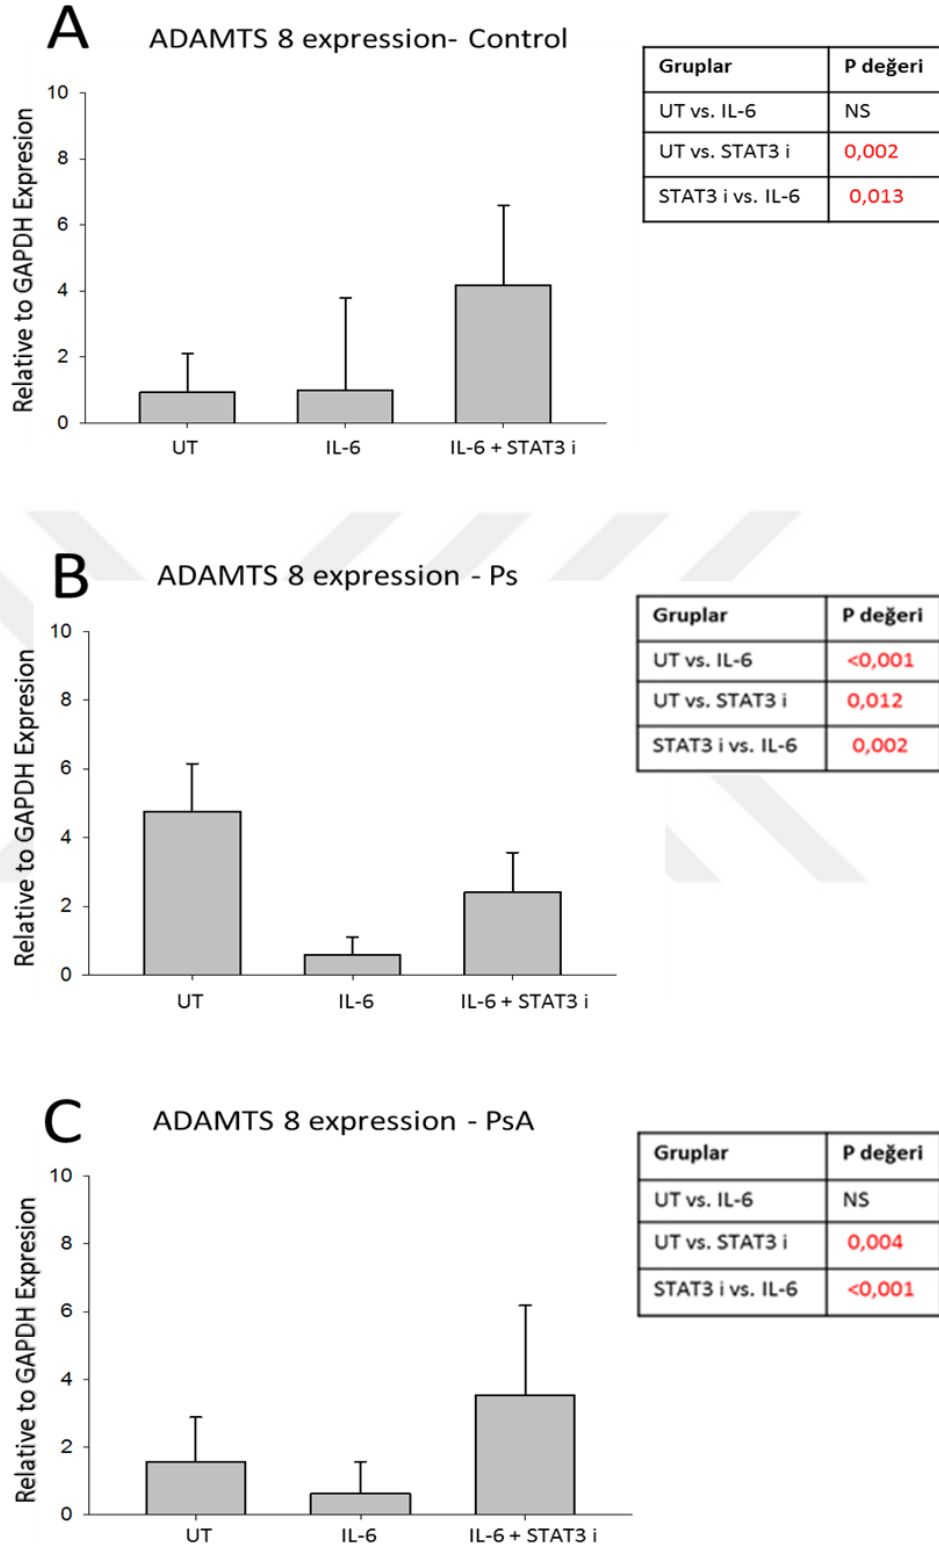 A
ADAMTS 8 expression- Control
Gruplar P değeri
UT vs. IL-6 NS
UT vs. STAT3 i 0,002
STAT3 i vs. IL-6 0,013
Relative to GAPDH Expresion
10
8
6
4
2
0
UT IL-6 IL-6 + STAT3 i
B
ADAMTS 8 expression - Ps
Gruplar P değeri
UT vs. IL-6 <0,001
UT vs. STAT3 i 0,012
STAT3 i vs. IL-6 0,002
Relative to GAPDH Expresion
10
8
6
4
2
0
UT IL-6 IL-6 + STAT3 i
C
ADAMTS 8 expression - PsA
Gruplar P değeri
UT vs. IL-6 NS
UT vs. STAT3 i 0,004
STAT3 i vs. IL-6 <0,001
Relative to GAPDH Expresion
10
8
6
4
2
0
UT IL-6 IL-6 + STAT3 i